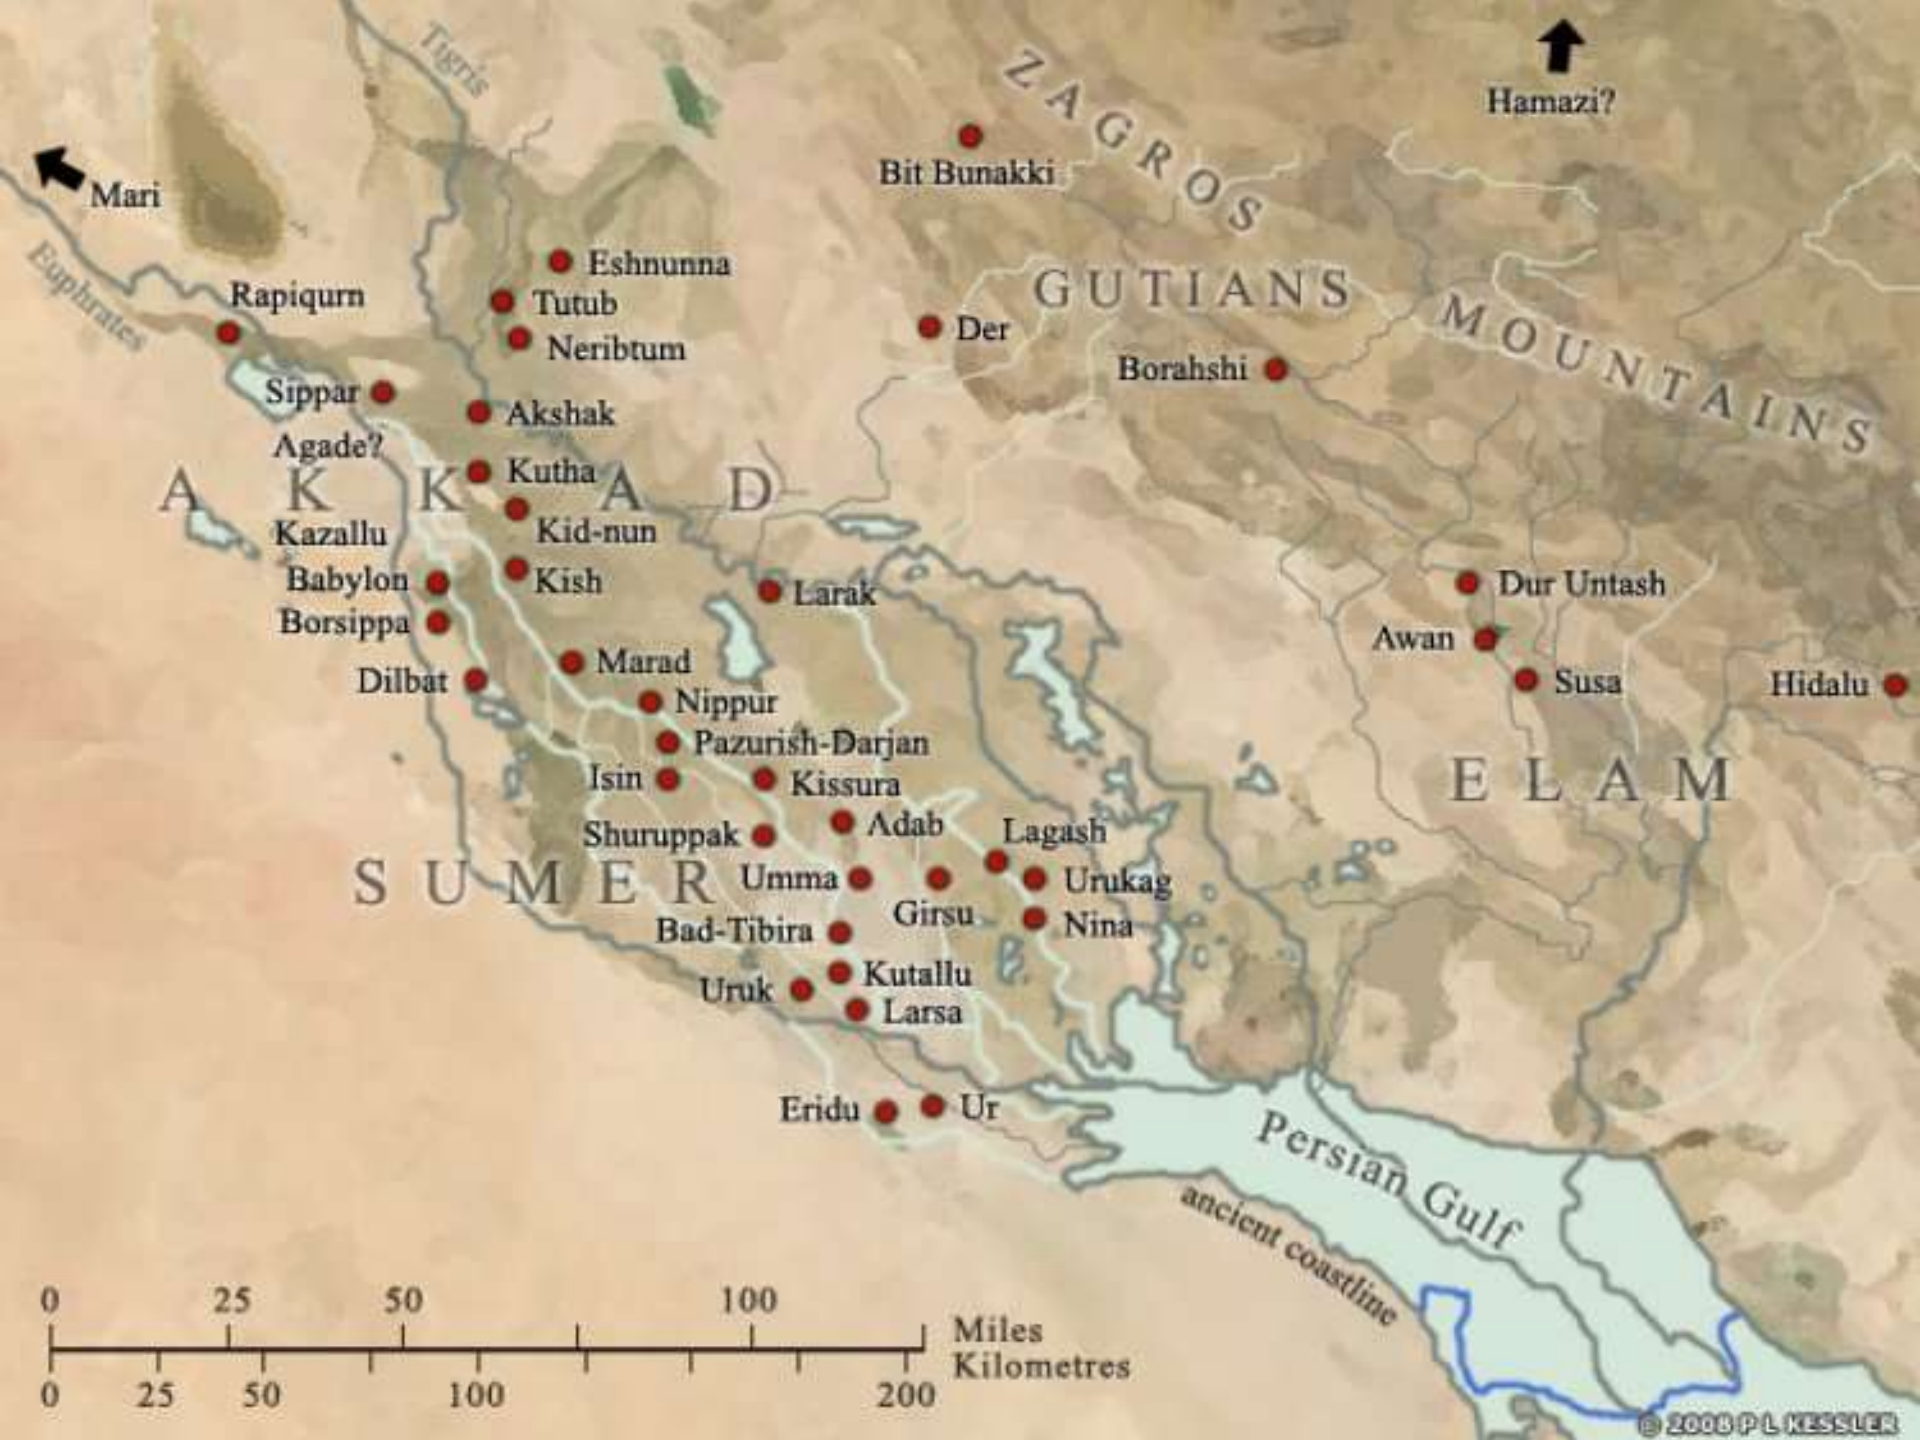 Tigris
ZAGROS
Hamazi?
Bit Bunakki
Mari
Euphrates
Eshnunna
Rapiqurn
Tutub
GUTIANS
Neribtum
Der
MOUNTAINS
Borahshi
Sippar
Akshak
Agade?
Kutha
AKKAD
Kazallu
Kid-nun
Babylon
Kish
Larak
Dur Untash
Borsippa
Awan
Marad
Dilbat
Susa
Hidalu
Nippur
Pazurish-Darjan
Isin
Kissura
ELAM
Shuruppak
Adab
Lagash
SUMER
Umma
Urukag
Girsu
Nina
Bad-Tibira
Kutallu
Uruk
Larsa
Eridu
Ur
Persian Gulf
ancient coastline
0 25 50 100
Miles
Kilometres
0 25 50 100 200
© 2008 P L KESSLER